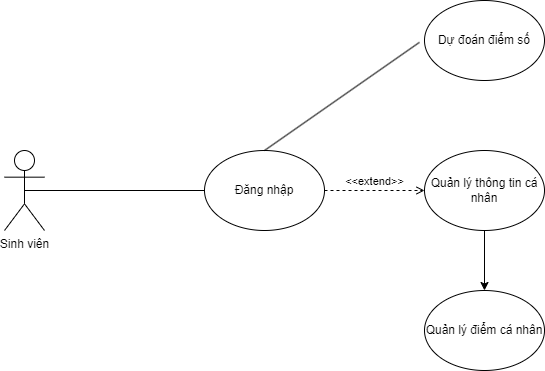 Dự đoán điểm số
Đăng nhập
<<extend>>
Quản lý thông tin cá
nhân
Sinh viên
Quản lý điểm cá nhân